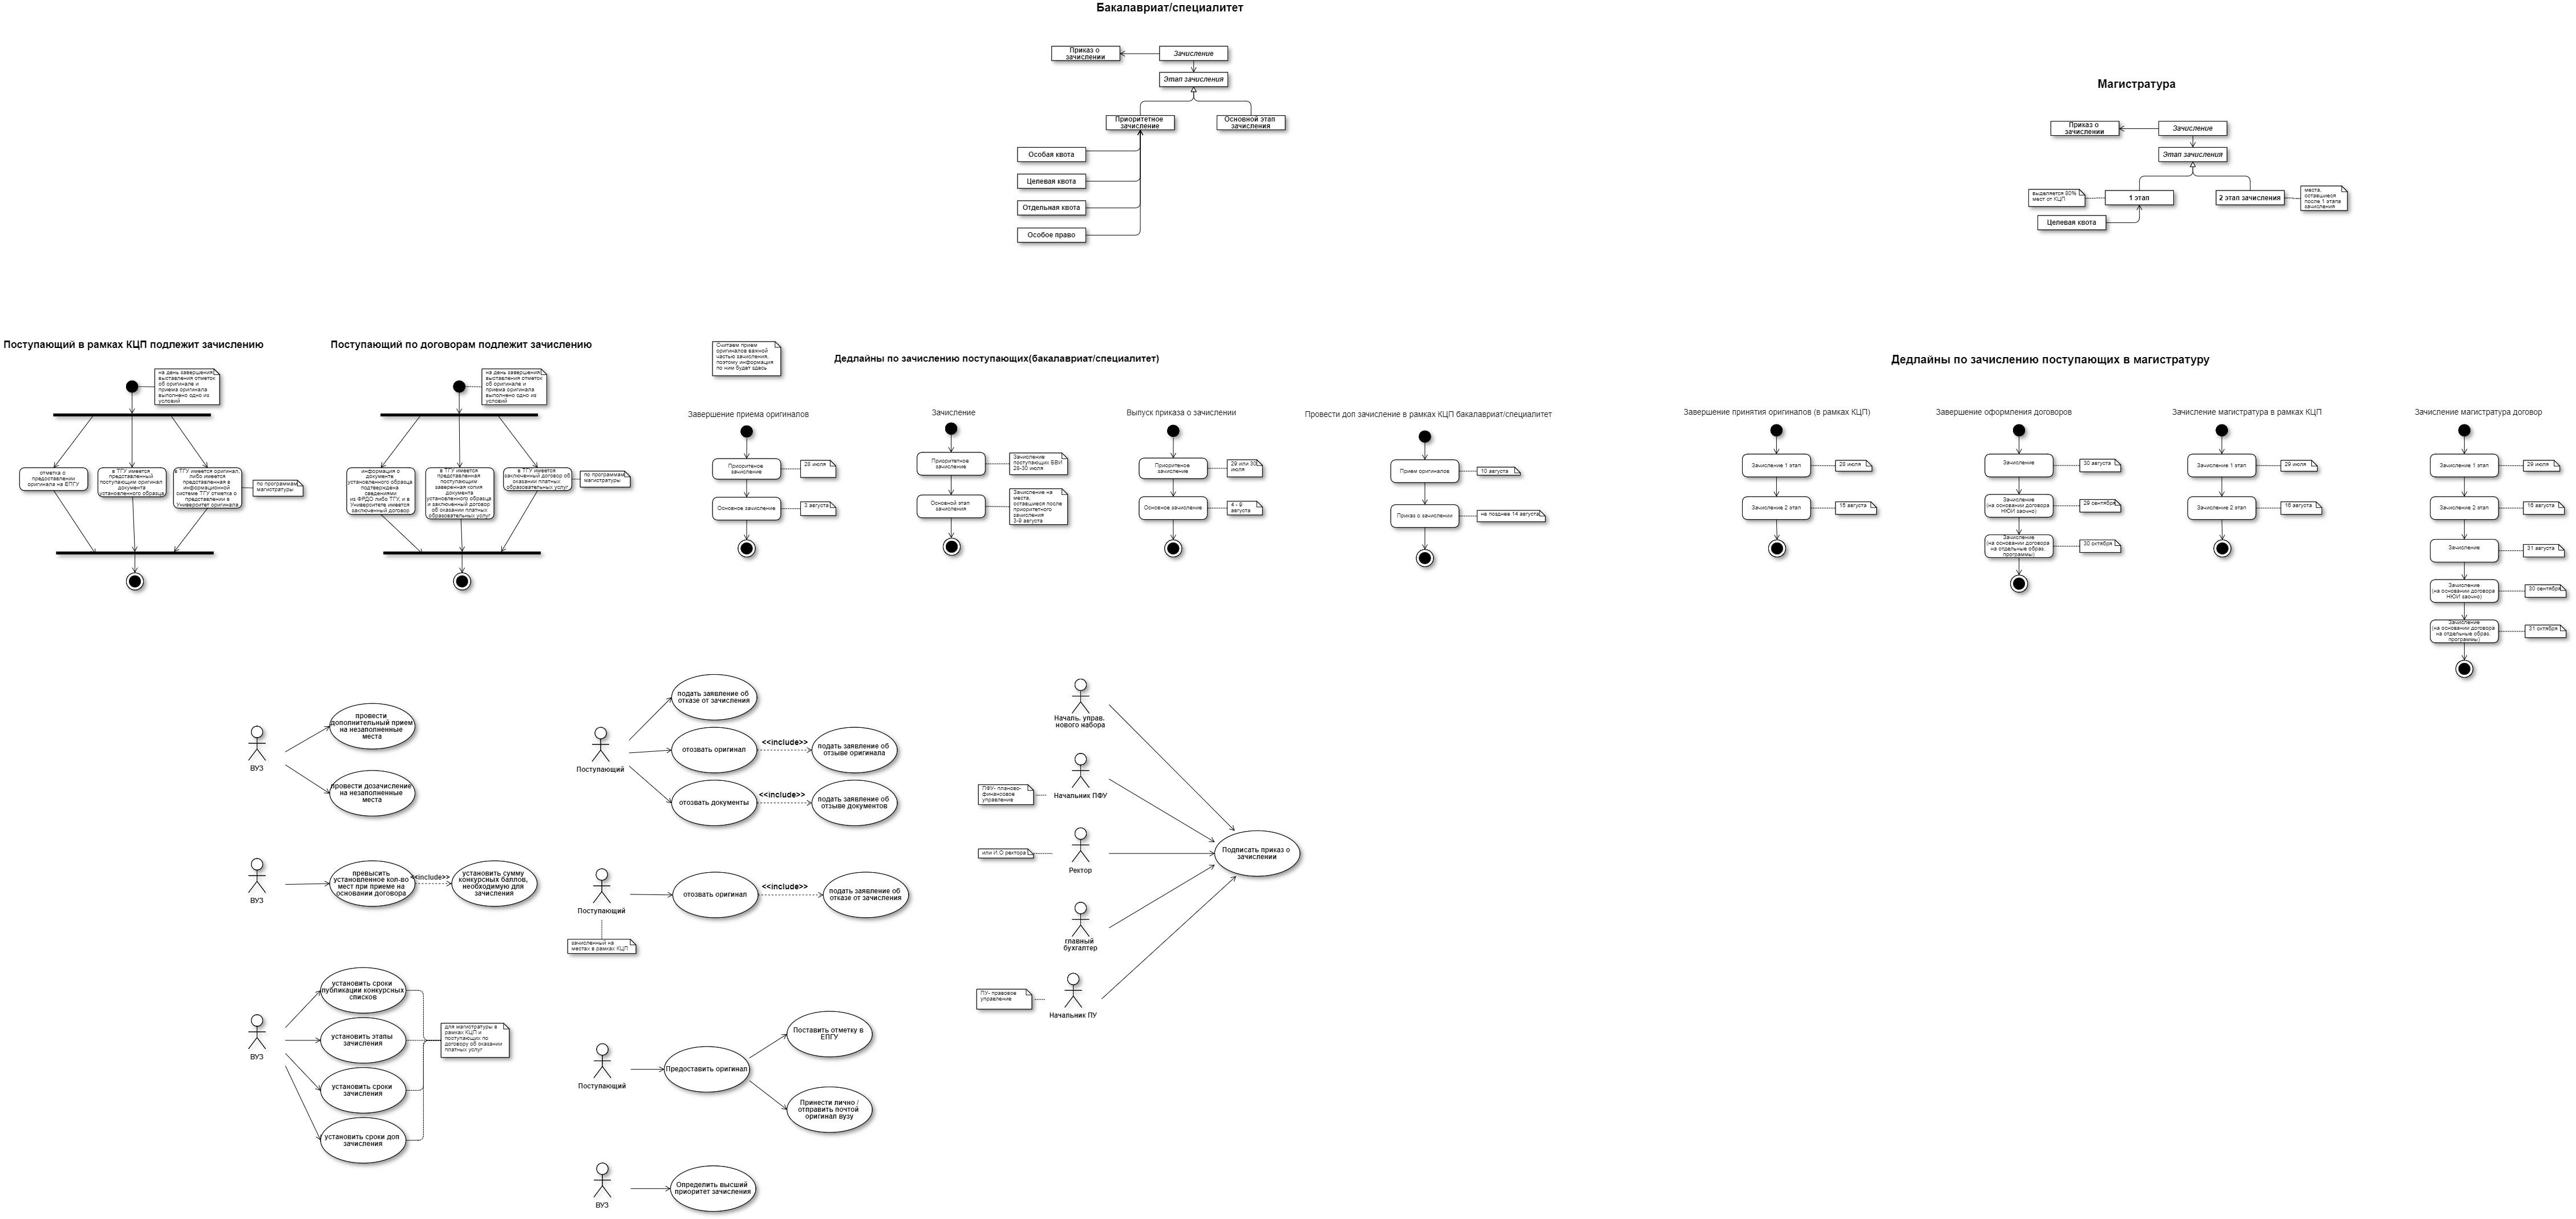 Бакалавриат/специалитет
Приказ о
зачислении
Зачисление
Этап зачисления
Приоритетное
зачисление
Основной этап
зачисления
Особая квота
Целевая квота
Отдельная квота
Особое право
Магистратура
Приказ о
зачислении
Зачисление
Этап зачисления
выделяется 80%
мест от КЦП
1 этап
2 этап зачисления
места,
оставшиеся
после 1 этапа
зачисления
Целевая квота
Поступающий в рамках КЦП подлежит зачислению
на день завершения
выставления отметок
об оригинале и
приема оригинала
выполнено одно из
условий
отметка о
предоставлении
оригинала на ЕПГУ
в ТГУ имеется
представленный
поступающим оригинал
документа
установленного образца
в ТГУ имеется оригинал,
либо имеется
представленная в
информационной
системе ТГУ отметка о
представлении в
Университет оригинала
по программам
магистратуры
Поступающий по договорам подлежит зачислению
на день завершения
выставления отметок
об оригинале и
приема оригинала
выполнено одно из
условий
информация о
документе
установленного образца
подтверждена
сведениями
из ФРДО либо ТГУ, и в
Университете имеется
заключенный договор
в ТГУ имеется
представленная
поступающим
заверенная копия
документа
установленного образца
и заключенный договор
об оказании платных
образовательных услуг
в ТГУ имеется
заключенный договор об
оказании платных
образовательных услуг
по программам
магистратуры
Считаем прием
оригиналов важной
частью зачисления,
поэтому информация
по ним будет здесь
Дедлайны по зачислению поступающих(бакалавриат/специалитет)
Завершение приема оригиналов
Приоритеное
зачисление
28 июля
Основное зачисление
3 августа
Зачисление
Приоритетное
зачисление
Зачисление
поступающих БВИ
28-30 июля
Основной этап
зачисления
Зачисление на
места,
оставшиеся после
приоритетного
зачисления
3-9 августа
Выпуск приказа о зачислении
Приоритеное
зачисление
29 или 30
июля
Основное зачисление
4 - 9
августа
Провести доп зачисление в рамках КЦП бакалавриат/специалитет
Прием оригиналов
10 августа
Приказ о зачислении
не позднее 14 августа
Дедлайны по зачислению поступающих в магистратуру
Завершение принятия оригиналов (в рамках КЦП)
Зачисление 1 этап
28 июля
Зачисление 2 этап
15 августа
Завершение оформления договоров
Зачисление
30 августа
Зачисление
(на основании договора
НЮИ заочно)
29 сентября
Зачисление
(на основании договора
на отдельные образ.
программы)
30 октября
Зачисление магистратура в рамках КЦП
Зачисление 1 этап
29 июля
Зачисление 2 этап
16 августа
Зачисление магистратура договор
Зачисление 1 этап
29 июля
Зачисление 2 этап
16 августа
Зачисление
31 августа
Зачисление
(на основании договора
НЮИ заочно)
30 сентября
Зачисление
(на основании договора
на отдельные образ.
программы)
31 октября
ВУЗ
провести
дополнительный прием
на незаполненные
места
провести дозачисление
на незаполненные
места
ВУЗ
превысить
установленное кол-во
мест при приеме на
основании договора
<<include>>
установить сумму
конкурсных баллов,
необходимую для
зачисления
ВУЗ
установить сроки
публикации конкурсных
слисков
установить этапы
зачисления
установить сроки
зачисления
установить сроки доп
зачисления
для магистратуры в
рамках КЦП и
поступающих по
договору об оказании
платных услуг
Поступающий
подать заявление об
отказе от зачисления
отозвать оригинал
<<include>>
подать заявление об
отзыве оригинала
отозвать документы
<<include>>
подать заявление об
отзыве документов
Поступающий
зачисленный на
местах в рамках КЦП
отозвать оригинал
<<include>>
подать заявление об
отказе от зачисления
Поступающий
Предоставить оригинал
Поставить отметку в
ЕПГУ
Принести лично /
отправить почтой
оригинал вузу
ВУЗ
Определить высший
приоритет зачисления
Началь. управ.
нового набора
ПФУ- планово-
финансовое
управление
Начальник ПФУ
или И.О ректора
Ректор
главный
бухгалтер
ПУ- правовое
управление
Начальник ПУ
Подписать приказ о
зачислении